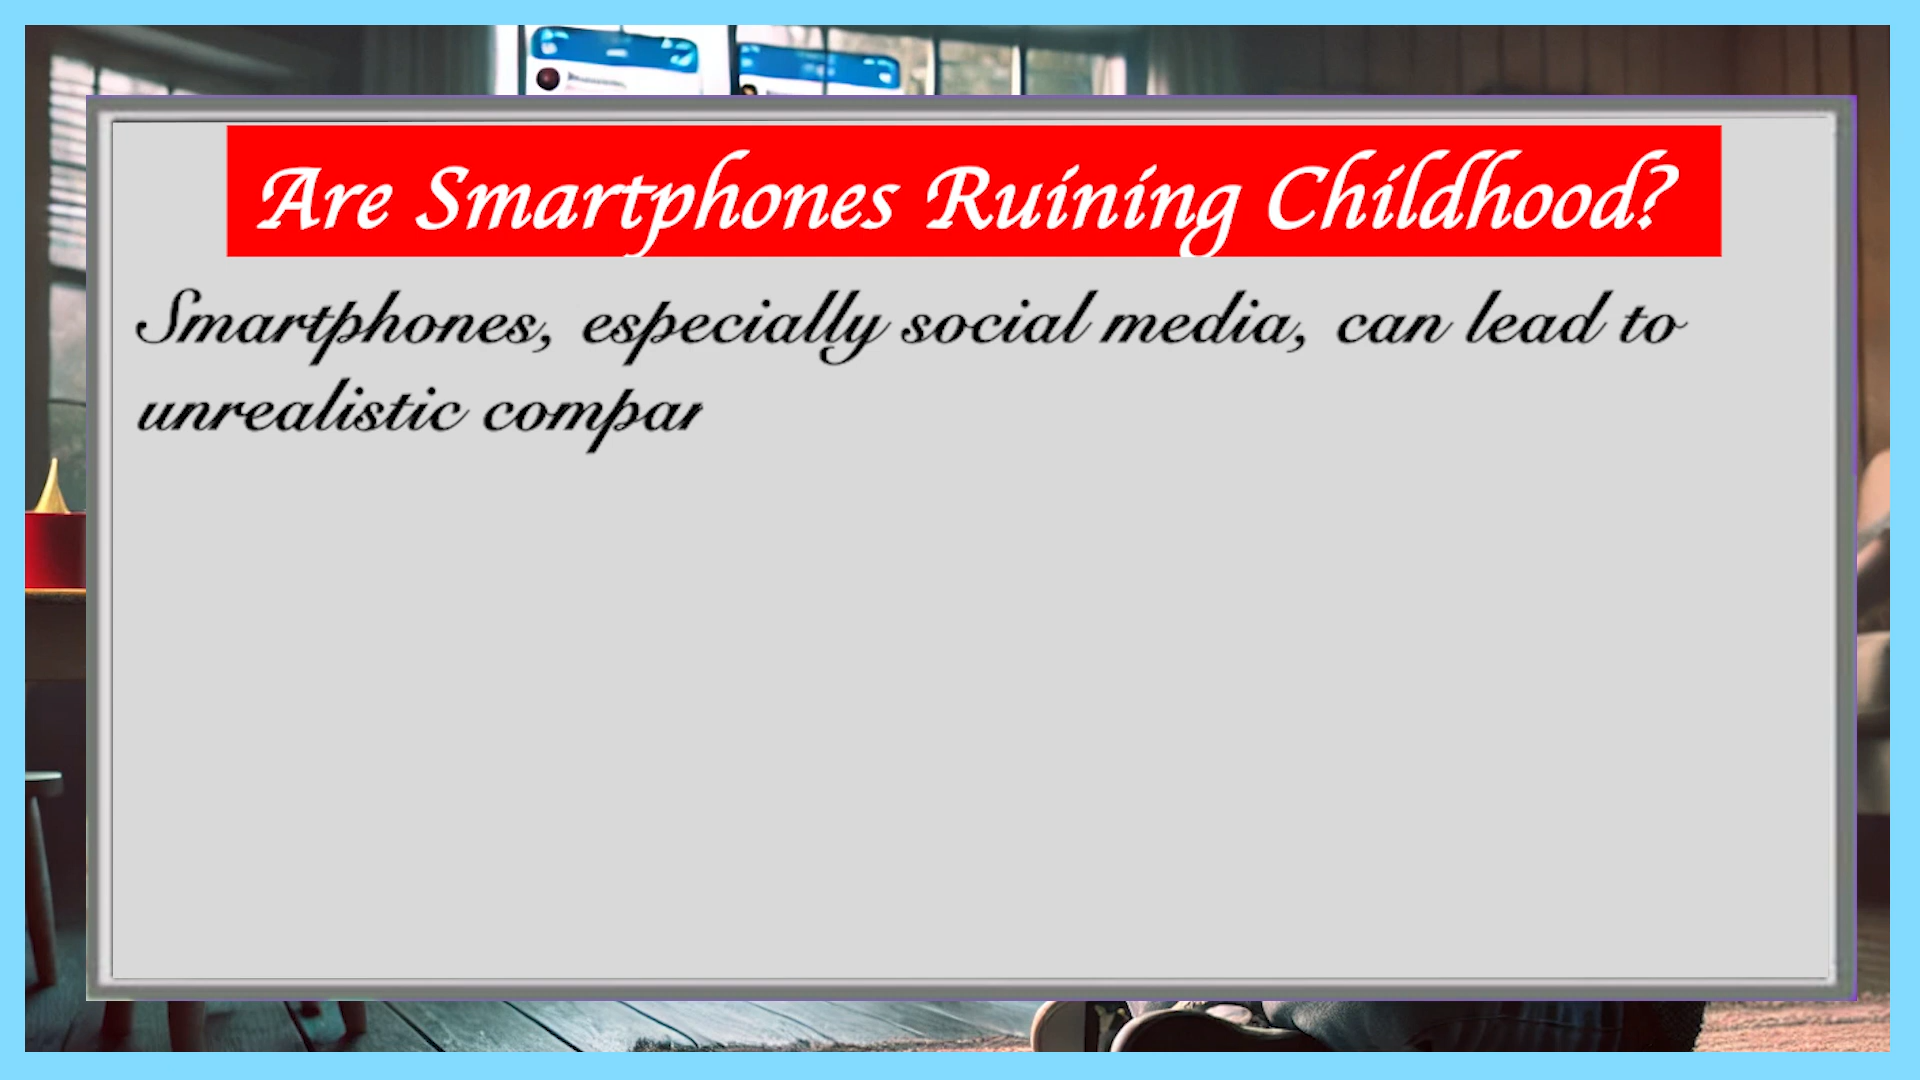 Are Smartphones Ruining Childhood?
Smartphones, especially social media, can lead to
unrealistic compar